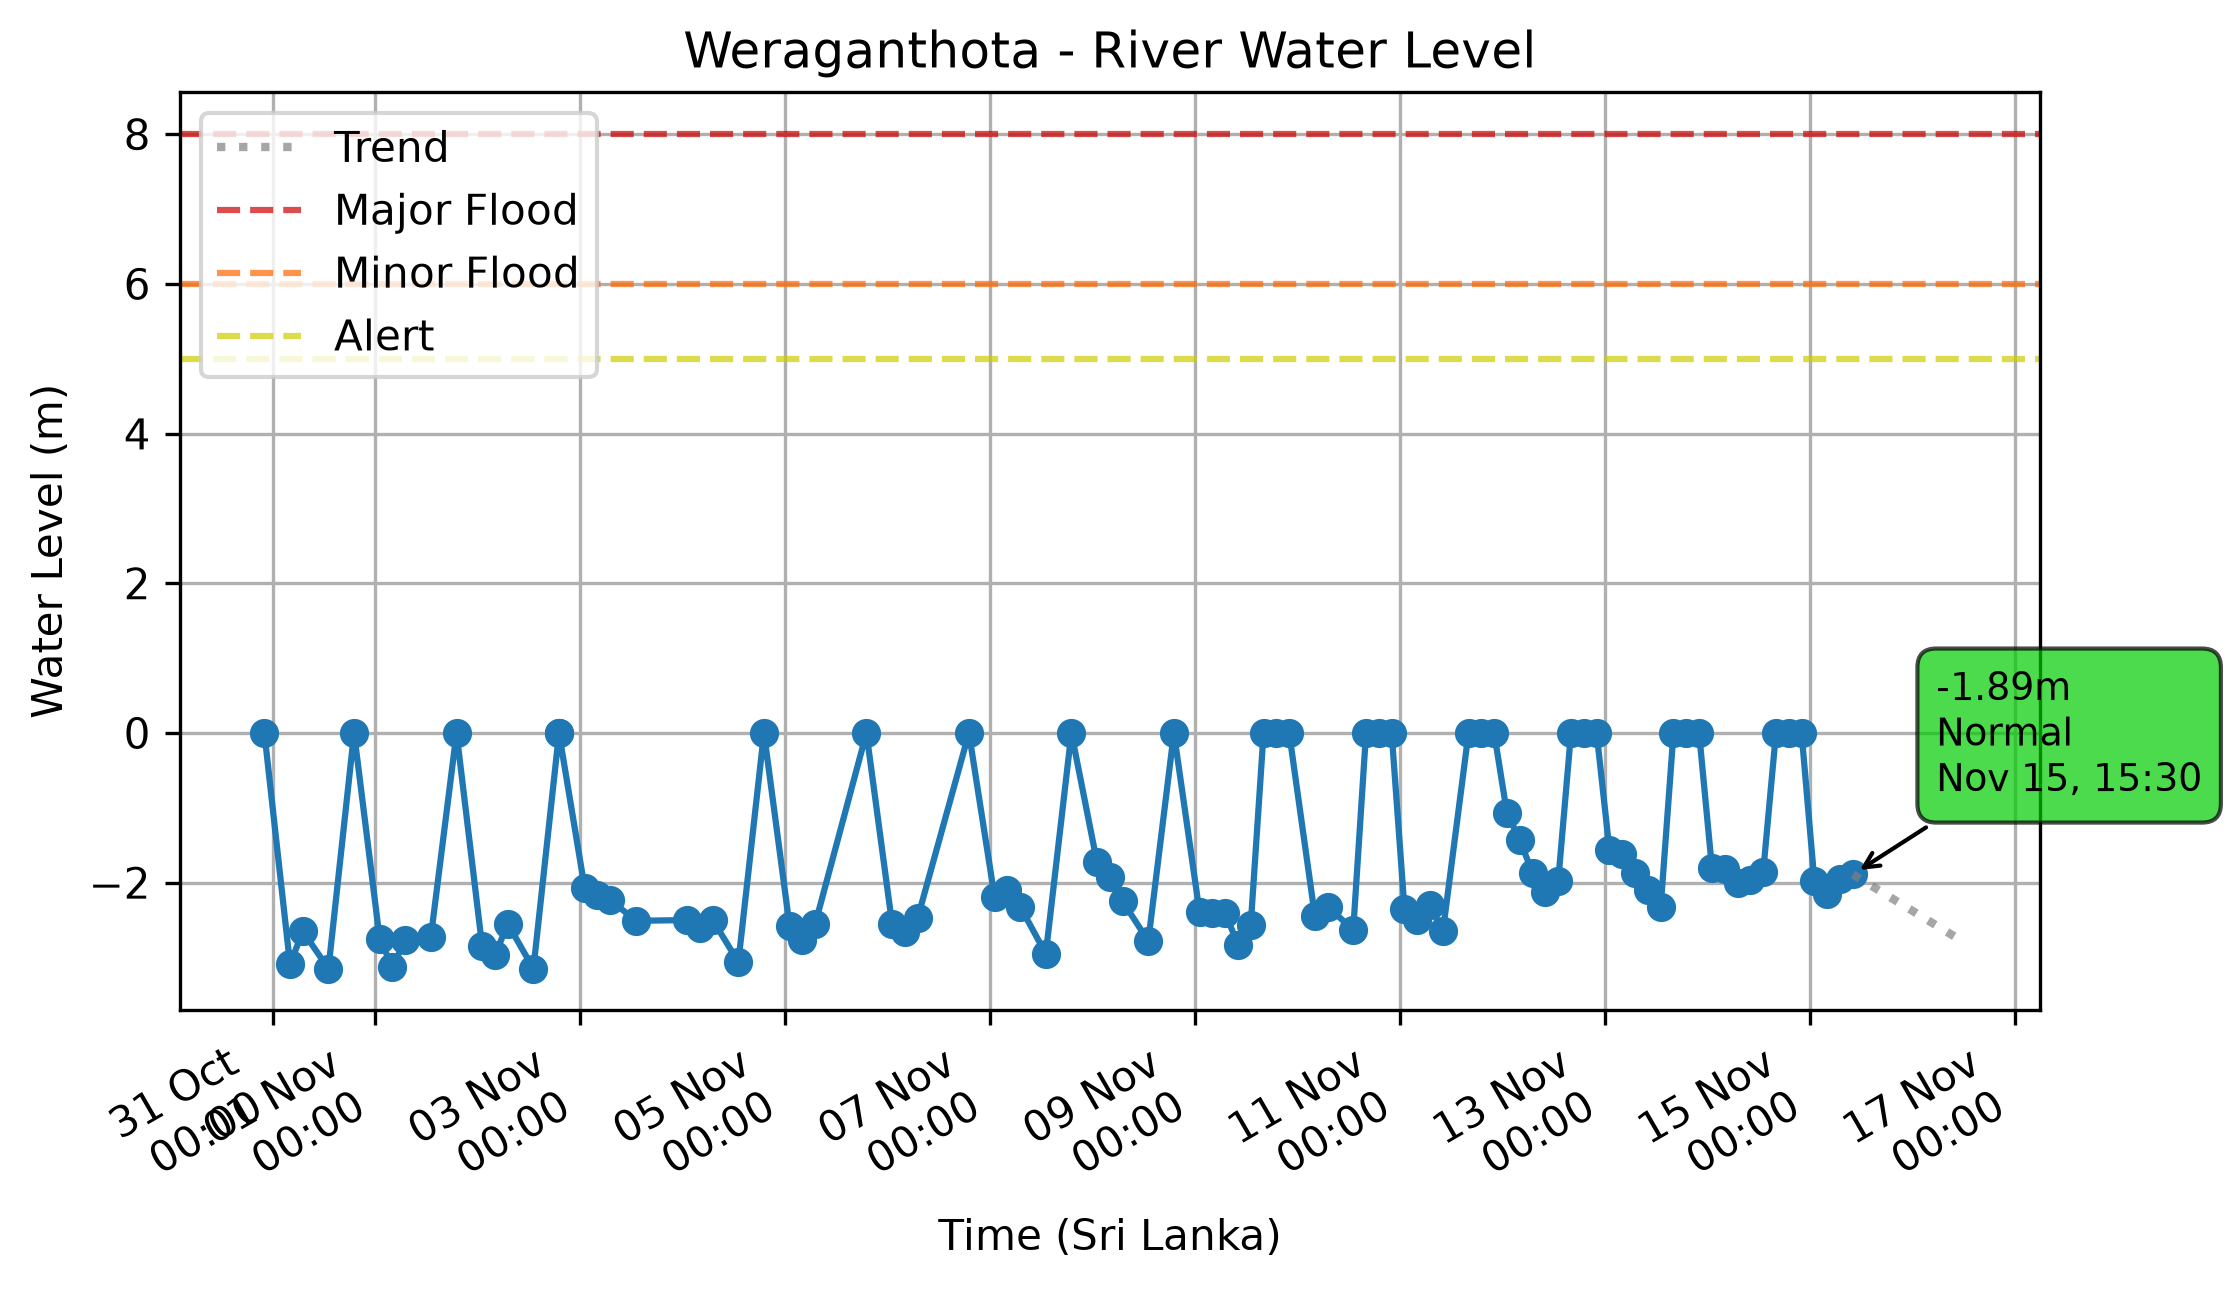 Weraganthota - River Water Level
Trend
Major Flood
Minor Flood
Alert
8
6
4
2
0
−2
Water Level (m)
-1.89m
Normal
Nov 15, 15:30
31 Oct
00:00
01 Nov
00:00
03 Nov
00:00
05 Nov
00:00
07 Nov
00:00
09 Nov
00:00
11 Nov
00:00
13 Nov
00:00
15 Nov
00:00
17 Nov
00:00
Time (Sri Lanka)